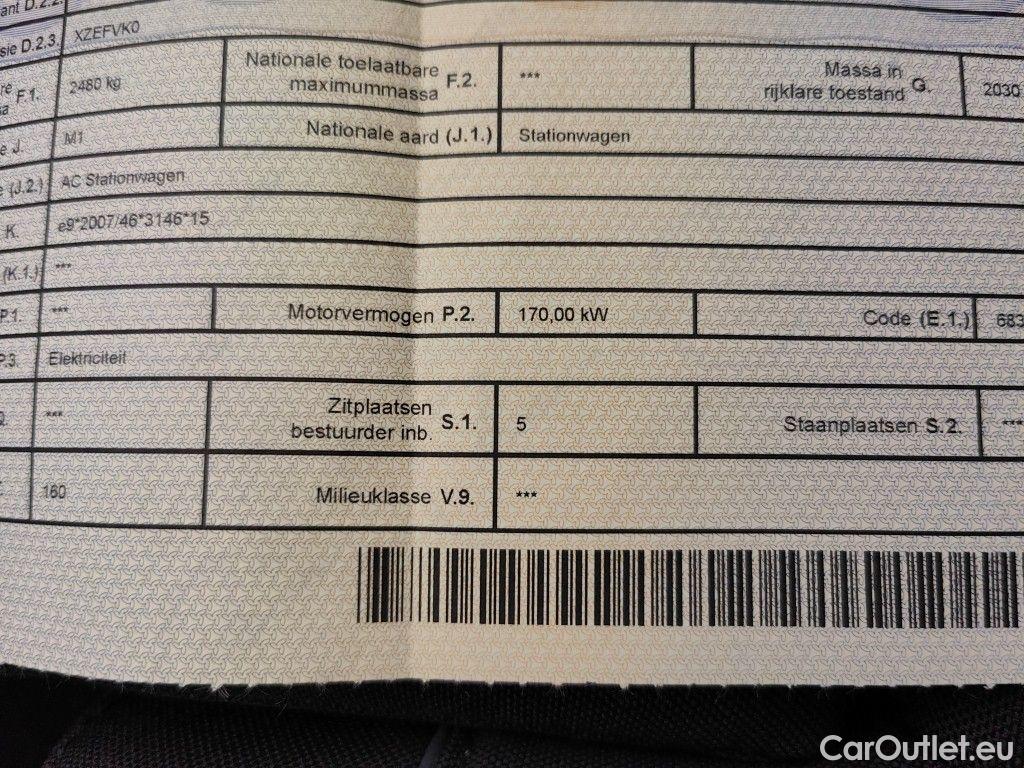 ant D.2.2.
sie D.2.3. XZEFVK0
F.1. 2480 kg Nationale toelaatbare maximummassa F.2. *** Massa in rijklare toestand G. 2030
e J. M1 Nationale aard (J.1.) Stationwagen
e (J.2.) AC Stationwagen
K. e9*2007/46*3146*15
(K.1.) ***
P.1. *** Motorvermogen P.2. 170,00 kW Code (E.1.) 683
P.3. Elektriciteit
*** Zitplaatsen bestuurder inb. S.1. 5 Staanplaatsen S.2. ***
160 Milieuklasse V.9. ***
CarOutlet.eu